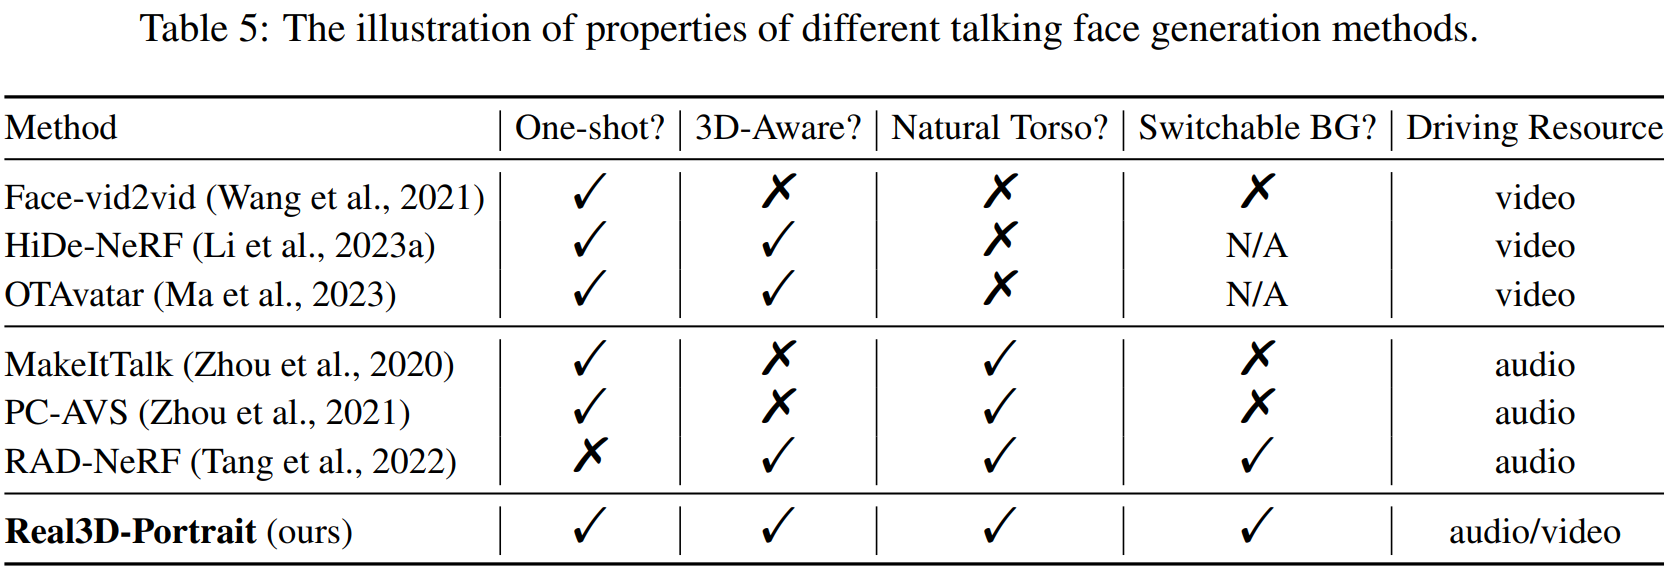 Table 5: The illustration of properties of different talking face generation methods.
Method One-shot? 3D-Aware? Natural Torso? Switchable BG? Driving Resource
Face-vid2vid (Wang et al., 2021) ✓ ✗ ✗ ✗ video
HiDe-NeRF (Li et al., 2023a) ✓ ✓ ✗ N/A video
OTAvatar (Ma et al., 2023) ✓ ✓ ✗ N/A video
MakeItTalk (Zhou et al., 2020) ✓ ✗ ✓ ✗ audio
PC-AVS (Zhou et al., 2021) ✓ ✗ ✓ ✗ audio
RAD-NeRF (Tang et al., 2022) ✗ ✓ ✓ ✓ audio
Real3D-Portrait (ours) ✓ ✓ ✓ ✓ audio/video